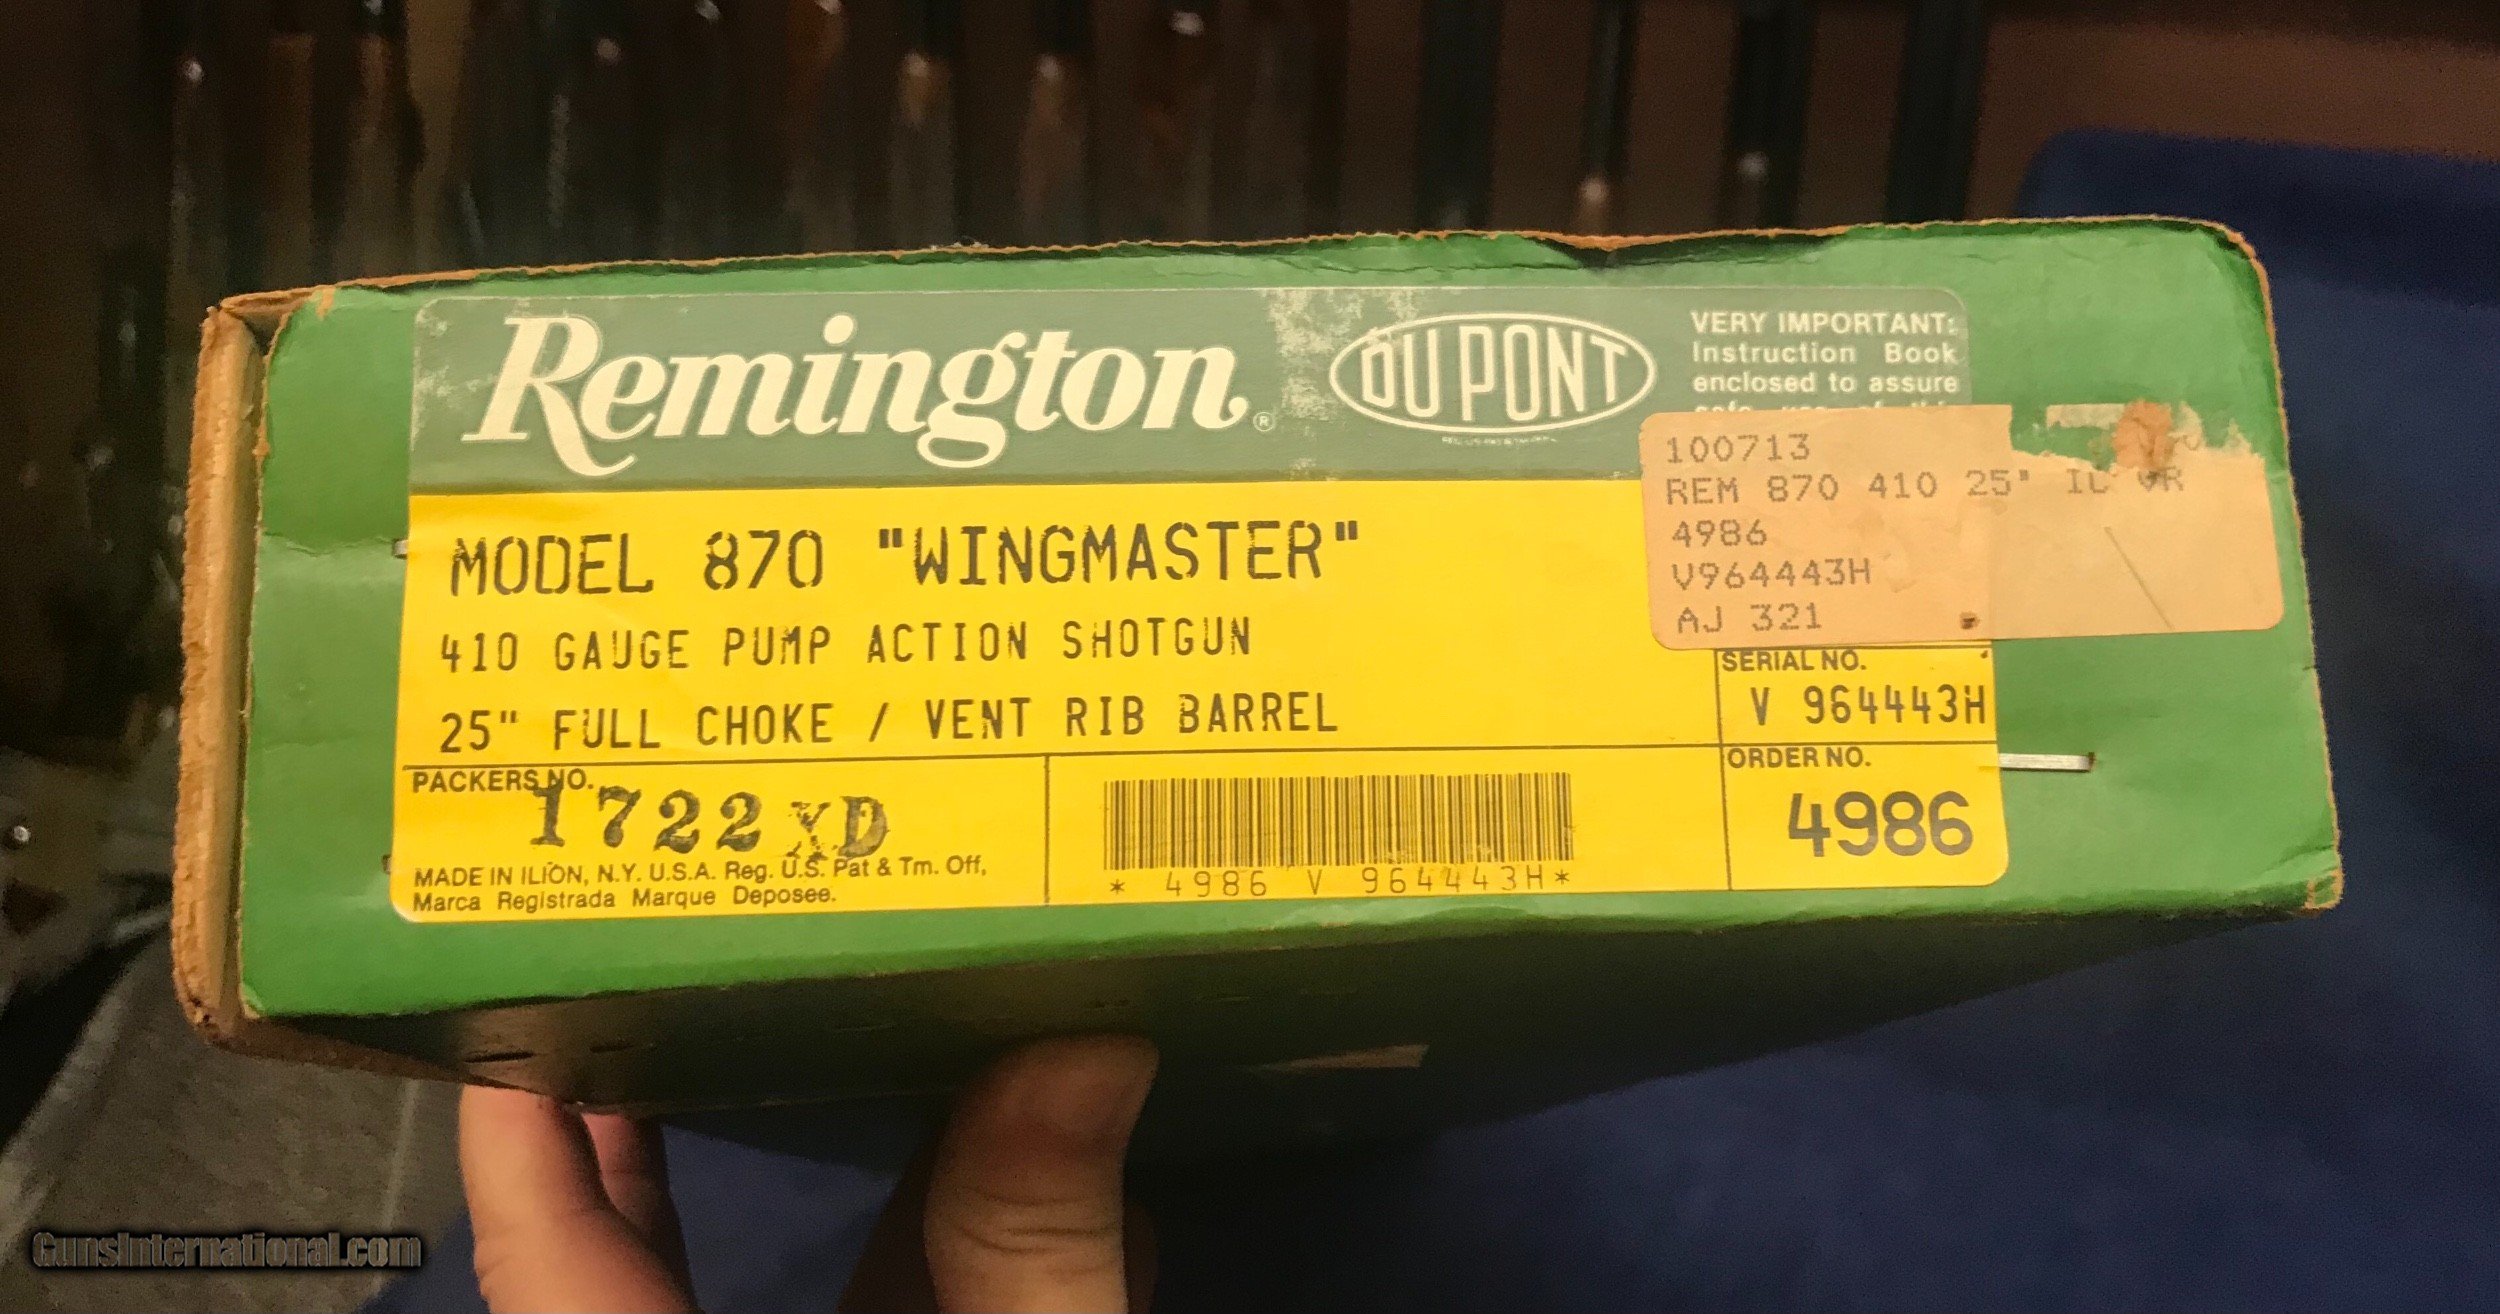 Remington®
DU PONT
VERY IMPORTANT:
Instruction Book
enclosed to assure
100713
REM 870 410 25" VR
4986
V964443H
AJ 321
MODEL 870 "WINGMASTER"
410 GAUGE PUMP ACTION SHOTGUN
25" FULL CHOKE / VENT RIB BARREL
SERIAL NO.
V 964443H
PACKERS NO.
1722 XD
ORDER NO.
4986
MADE IN ILION, N.Y. U.S.A. Reg. U.S. Pat & Tm. Off,
Marca Registrada Marque Deposee.
* 4986 V 964443H *
GunsInternational.com